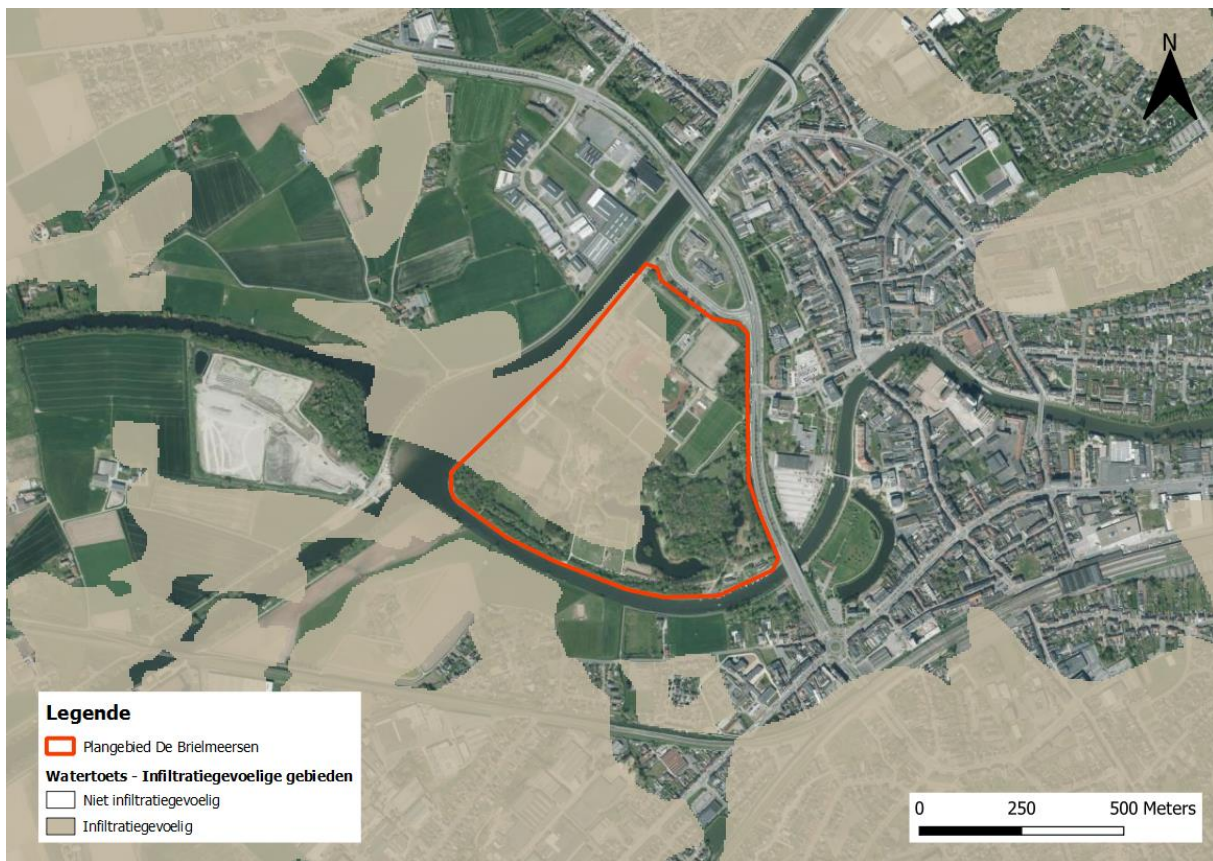 N
Legende
Plangebied De Brielmeersen
Watertoets - Infiltratiegevoelige gebieden
Niet infiltratiegevoelig
Infiltratiegevoelig
0 250 500 Meters